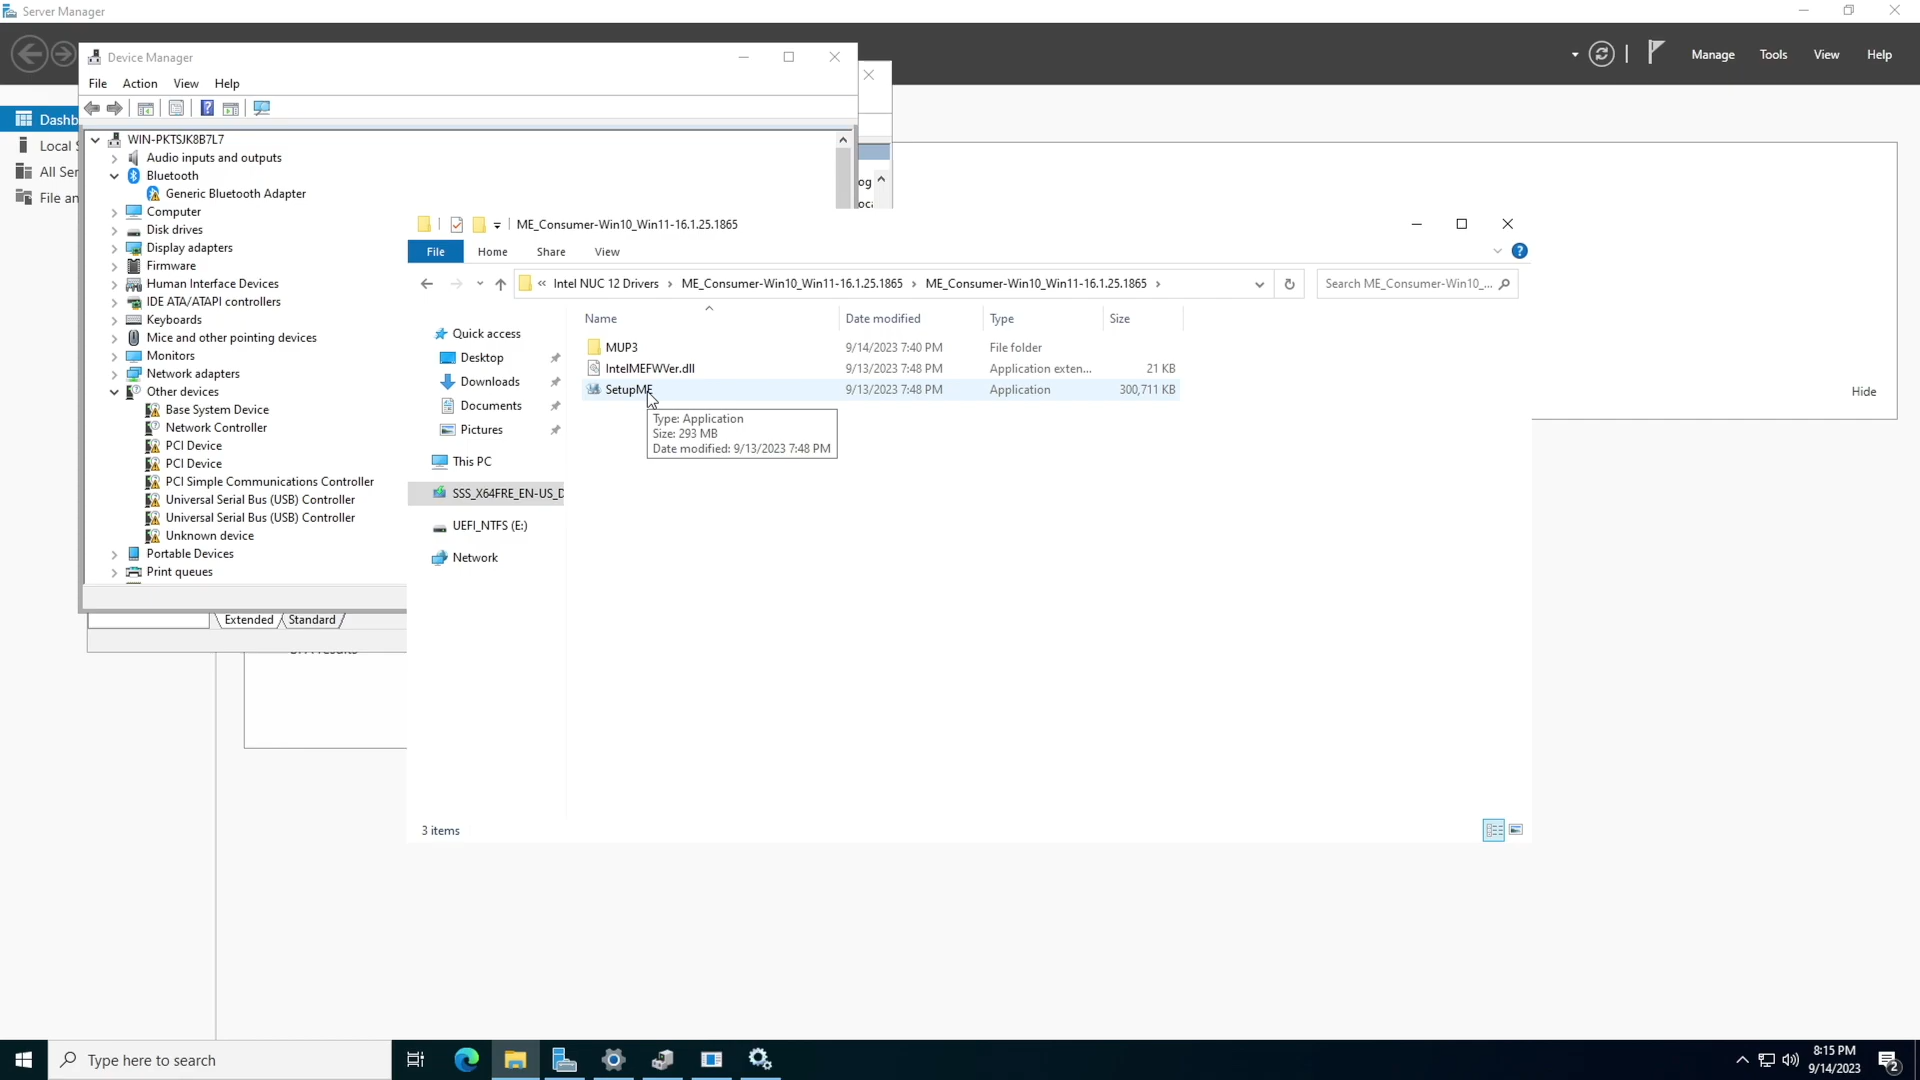 Server Manager
Manage
Tools
View
Help
Dashb
Local S
All Ser
File an
Device Manager
File
Action
View
Help
WIN-PKTSJK8B7L7
Audio inputs and outputs
Bluetooth
Generic Bluetooth Adapter
Computer
Disk drives
Display adapters
Firmware
Human Interface Devices
IDE ATA/ATAPI controllers
Keyboards
Mice and other pointing devices
Monitors
Network adapters
Other devices
Base System Device
Network Controller
PCI Device
PCI Device
PCI Simple Communications Controller
Universal Serial Bus (USB) Controller
Universal Serial Bus (USB) Controller
Unknown device
Portable Devices
Print queues
Extended
Standard
og
ME_Consumer-Win10_Win11-16.1.25.1865
File
Home
Share
View
« Intel NUC 12 Drivers › ME_Consumer-Win10_Win11-16.1.25.1865 › ME_Consumer-Win10_Win11-16.1.25.1865 ›
Search ME_Consumer-Win10_...
Name
Date modified
Type
Size
Quick access
Desktop
Downloads
Documents
Pictures
This PC
SSS_X64FRE_EN-US_D
UEFI_NTFS (E:)
Network
MUP3 9/14/2023 7:40 PM File folder
IntelMEFWVer.dll 9/13/2023 7:48 PM Application exten... 21 KB
SetupME 9/13/2023 7:48 PM Application 300,711 KB
Type: Application
Size: 293 MB
Date modified: 9/13/2023 7:48 PM
Hide
3 items
Type here to search
8:15 PM
9/14/2023
2